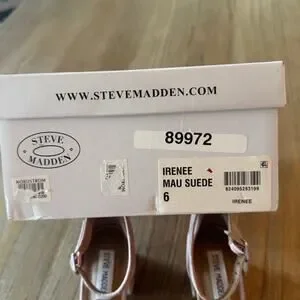 WWW.STEVEMADDEN.COM
STEVE
MADDEN
89972
IRENEE
MAU SUEDE
6
IRENEE
STEVE MADDEN